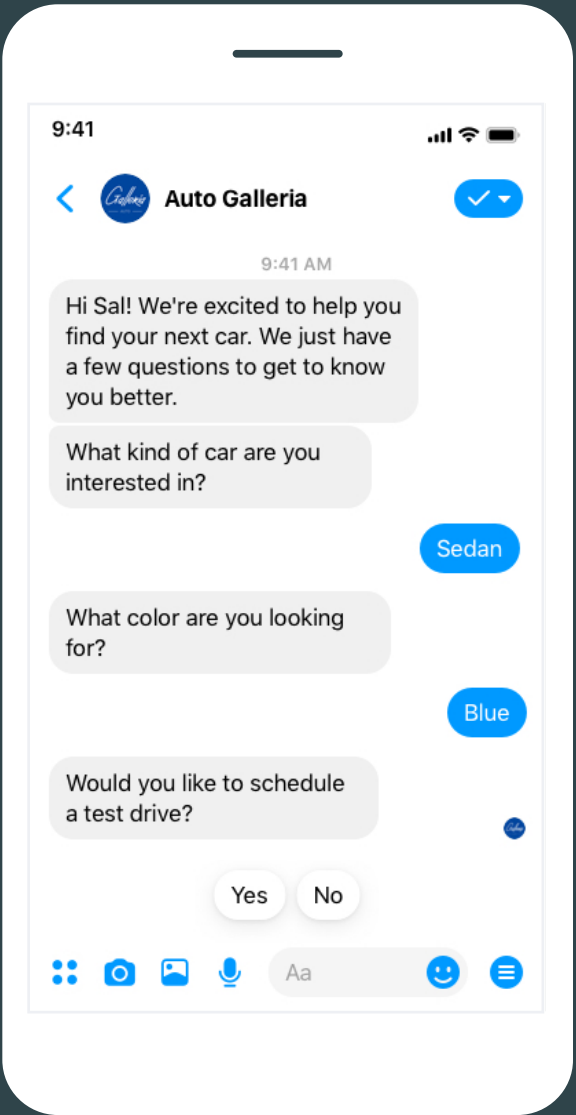 9:41
Galleria
Auto Galleria
9:41 AM
Hi Sal! We're excited to help you
find your next car. We just have
a few questions to get to know
you better.
What kind of car are you
interested in?
Sedan
What color are you looking
for?
Blue
Would you like to schedule
a test drive?
Yes No
Aa